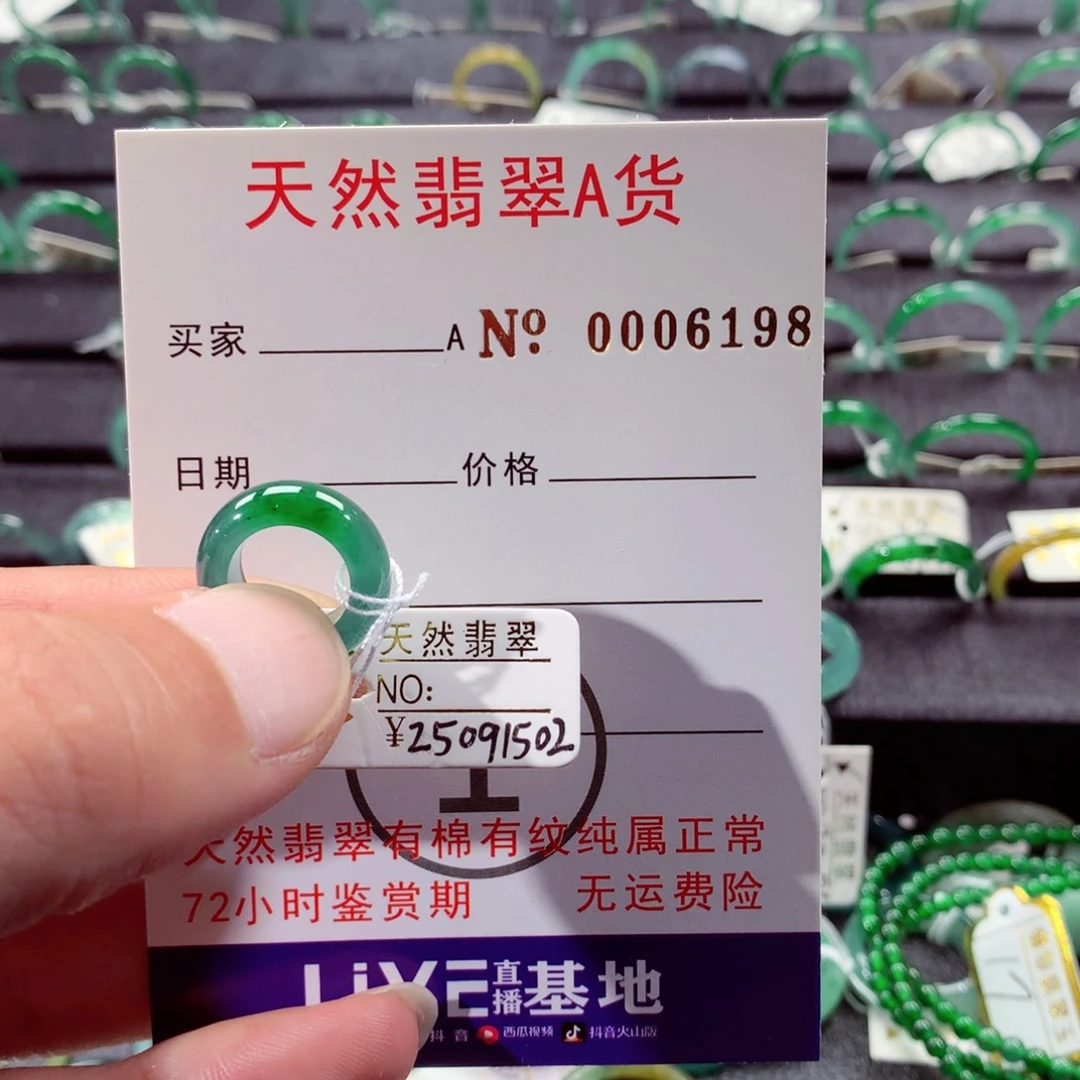 天然翡翠A货
买家 A Nº 0006198
日期 价格
天然翡翠
NO:
¥25091502
天然翡翠有棉有纹纯属正常
72小时鉴赏期 无运费险
LiVE直播基地
抖音 西瓜视频 抖音火山版
17